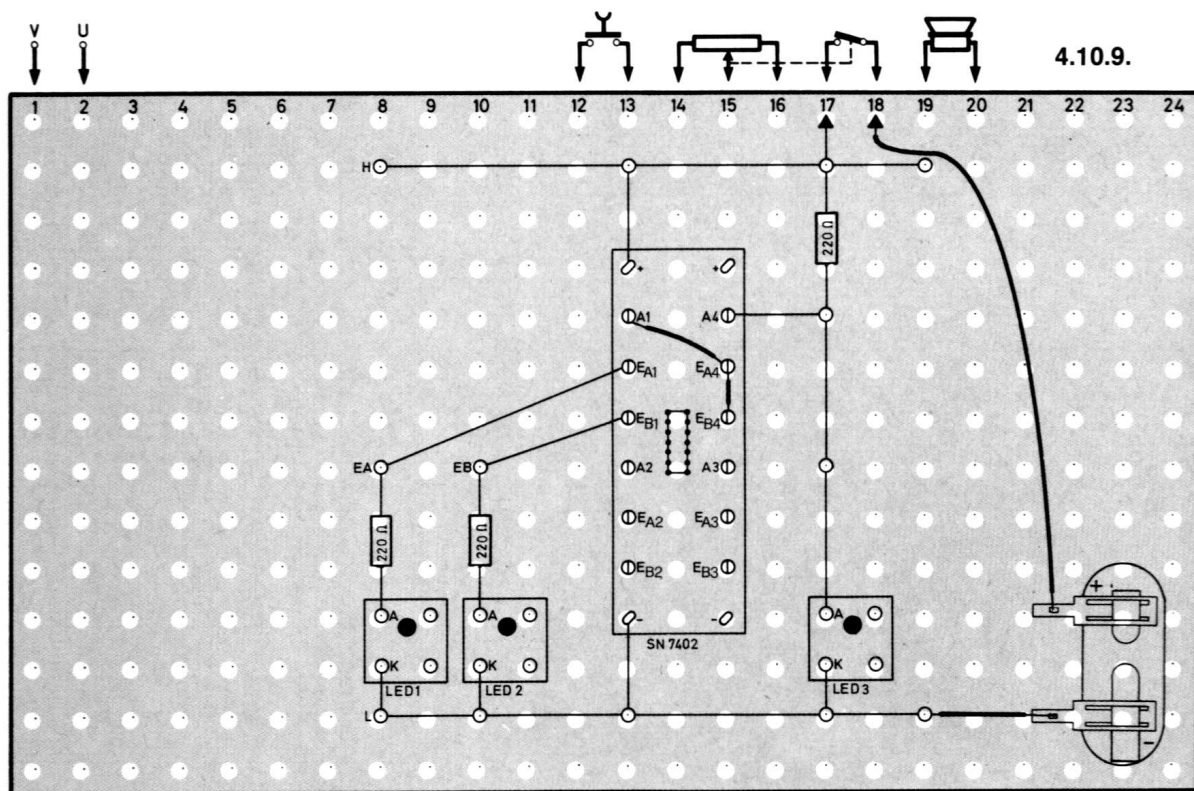 V U
4.10.9.
1 2 3 4 5 6 7 8 9 10 11 12 13 14 15 16 17 18 19 20 21 22 23 24
H
220 Ω
+ +
A1 A4
EA1 EA4
EB1 EB4
EA EB A2 A3
220 Ω 220 Ω
EA2 EA3
EB2 EB3
+ -
A A - - A
SN 7402
K K K
LED1 LED2 LED3
L
-